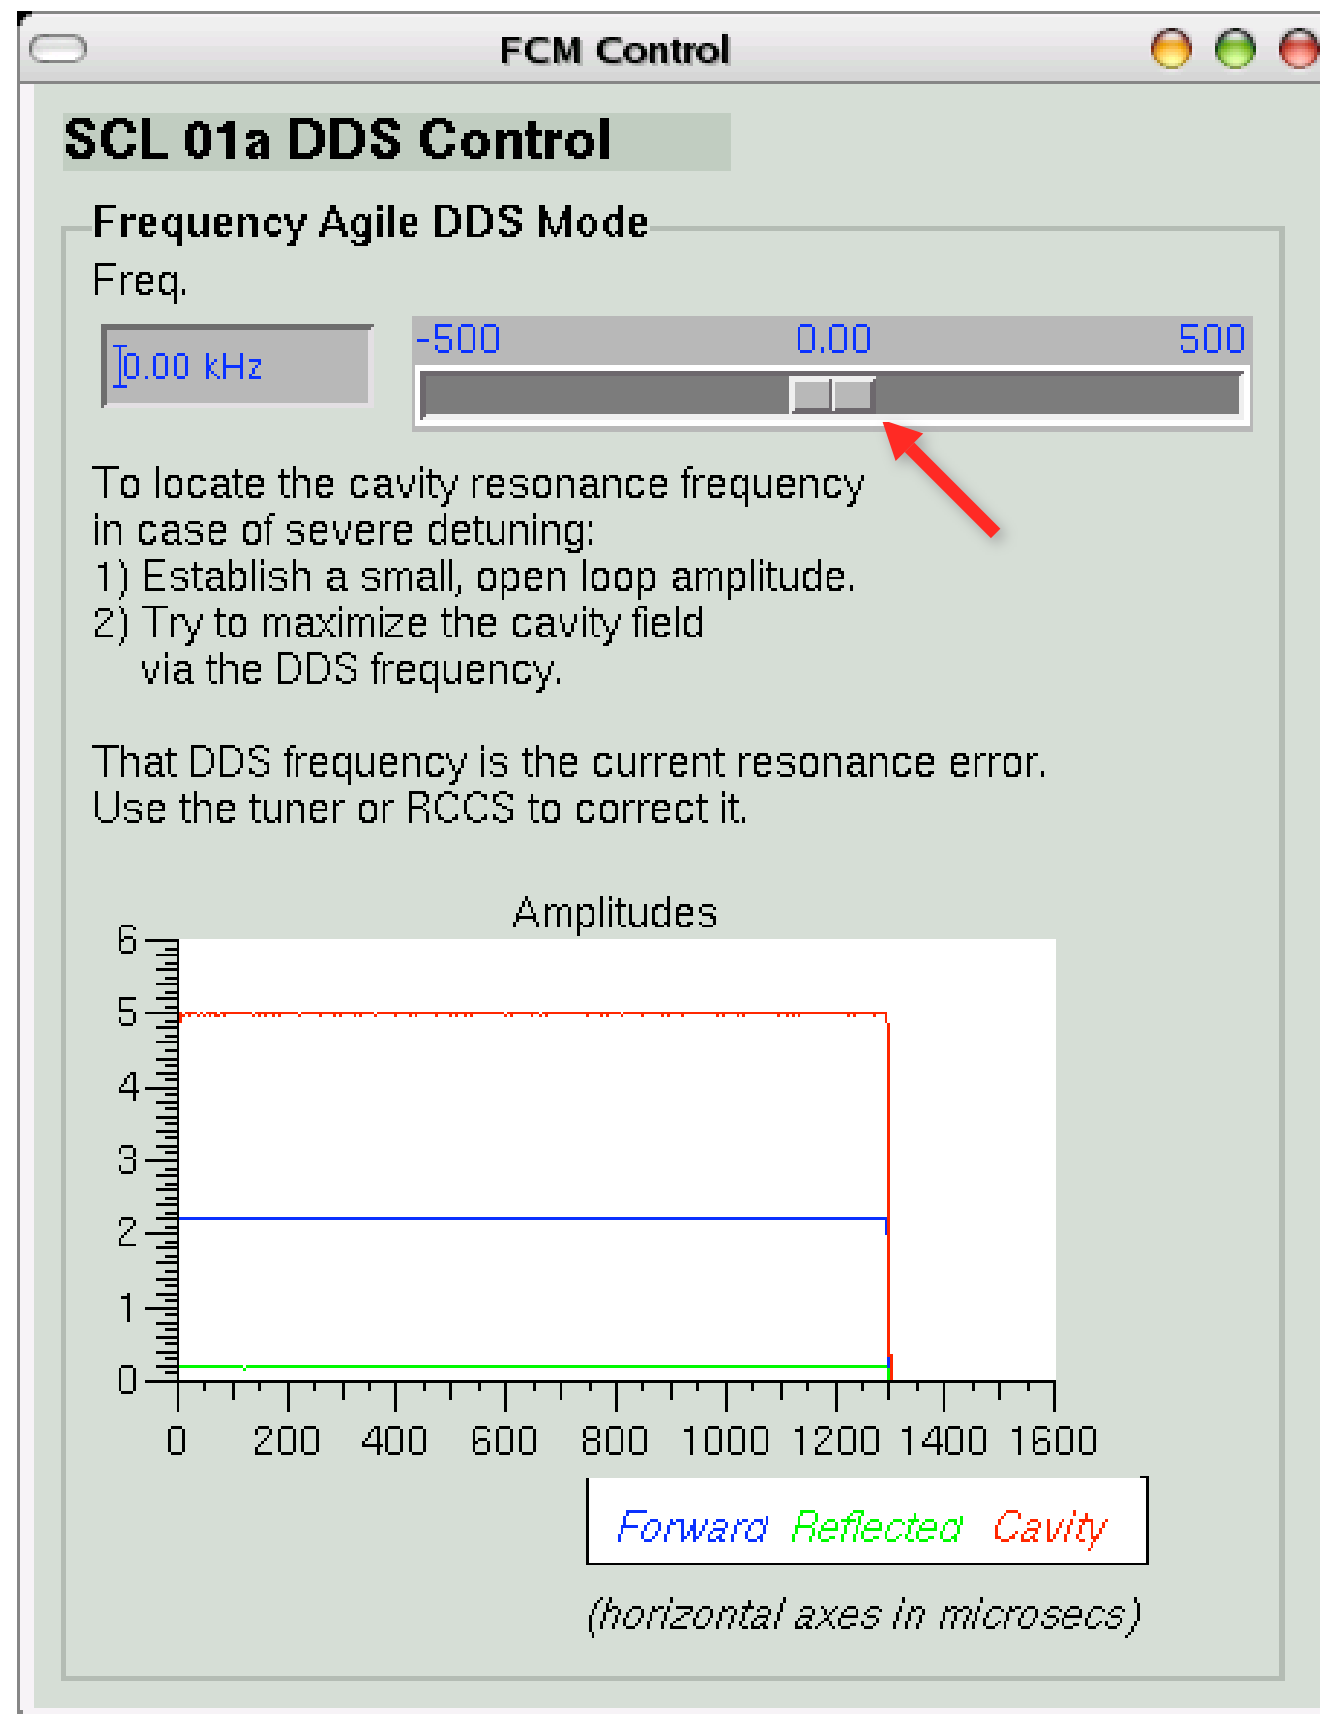 FCM Control
SCL 01a DDS Control
Frequency Agile DDS Mode
Freq.
0.00 kHz
-500 0.00 500
To locate the cavity resonance frequency
in case of severe detuning:
1) Establish a small, open loop amplitude.
2) Try to maximize the cavity field
via the DDS frequency.
That DDS frequency is the current resonance error.
Use the tuner or RCCS to correct it.
Amplitudes
6
5
4
3
2
1
0
0 200 400 600 800 1000 1200 1400 1600
Forward Reflected Cavity
(horizontal axes in microsecs)